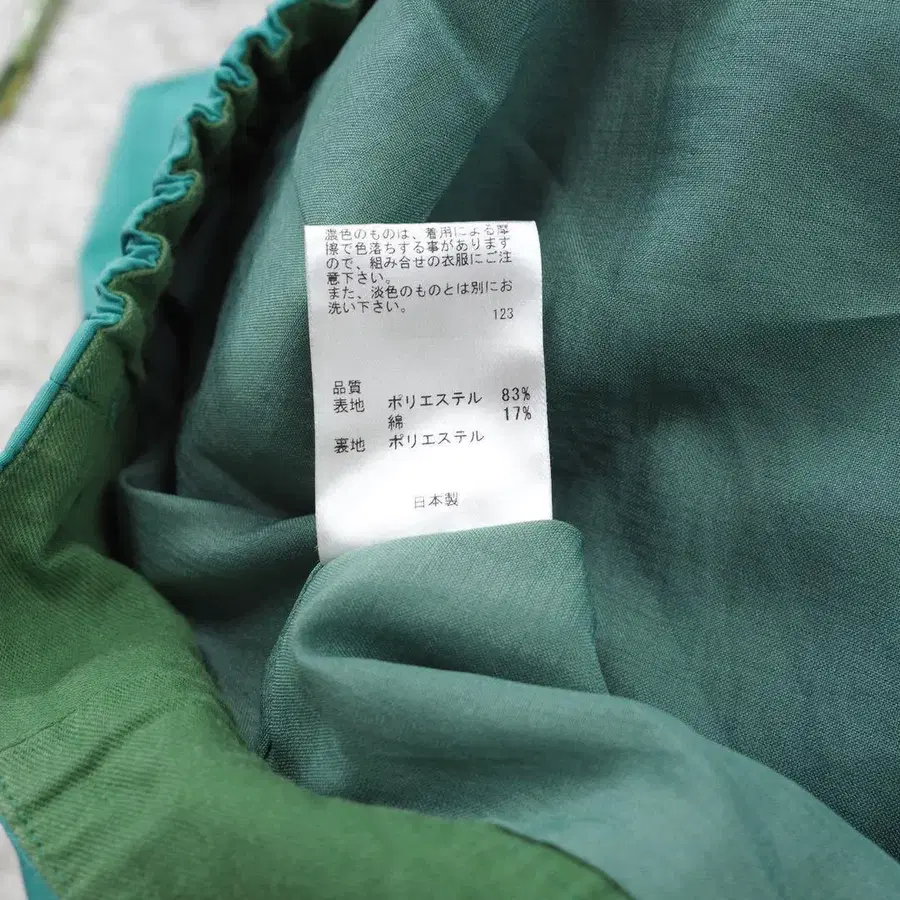 濃色のものは、着用による摩
擦で色落ちする事があります
ので、組み合せの衣服にご注
意下さい。
また、淡色のものとは別にお
洗い下さい。
123
品質
表地 ポリエステル 83%
綿 17%
裏地 ポリエステル
日本製